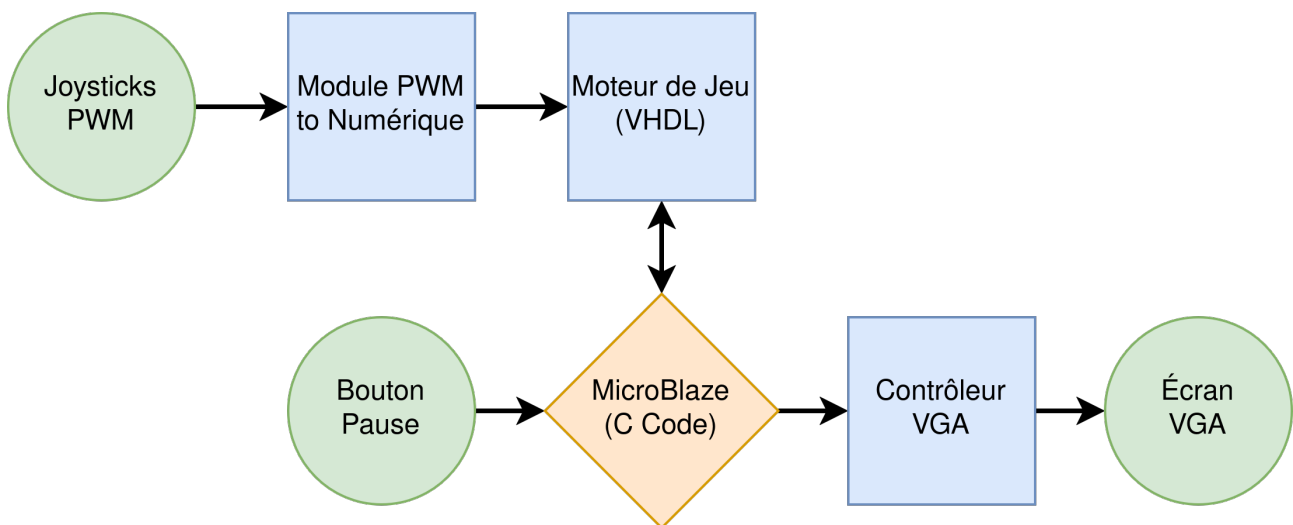 Joysticks
PWM
Module PWM
to Numérique
Moteur de Jeu
(VHDL)
Bouton
Pause
MicroBlaze
(C Code)
Contrôleur
VGA
Écran
VGA